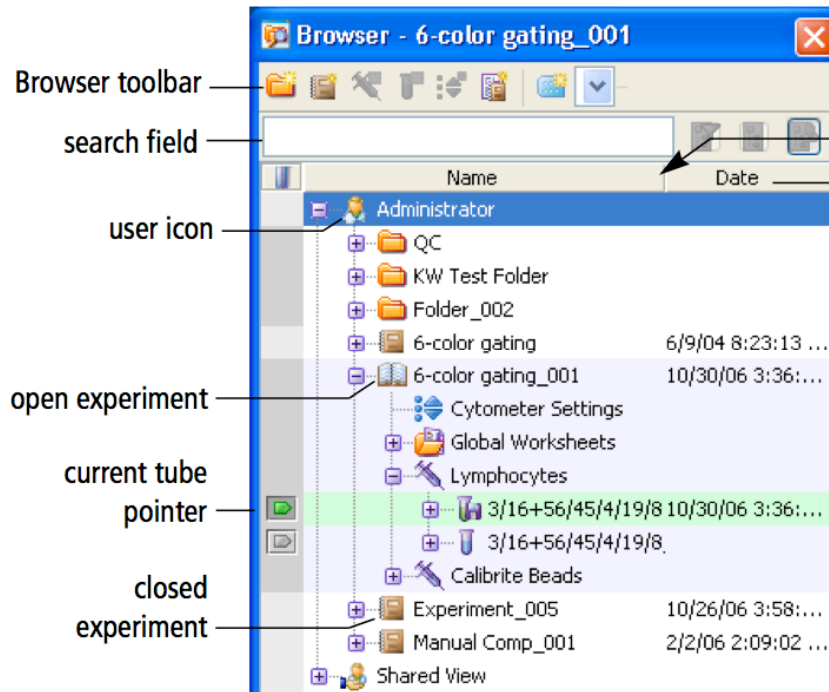 Browser - 6-color gating_001
Browser toolbar
search field
Name Date
Administrator
user icon
QC
KW Test Folder
Folder_002
6-color gating 6/9/04 8:23:13 ...
6-color gating_001 10/30/06 3:36:...
open experiment
Cytometer Settings
Global Worksheets
Lymphocytes
current tube
pointer
3/16+56/45/4/19/8 10/30/06 3:36:...
3/16+56/45/4/19/8
Calibrite Beads
closed
experiment
Experiment_005 10/26/06 3:58:...
Manual Comp_001 2/2/06 2:09:02 ...
Shared View